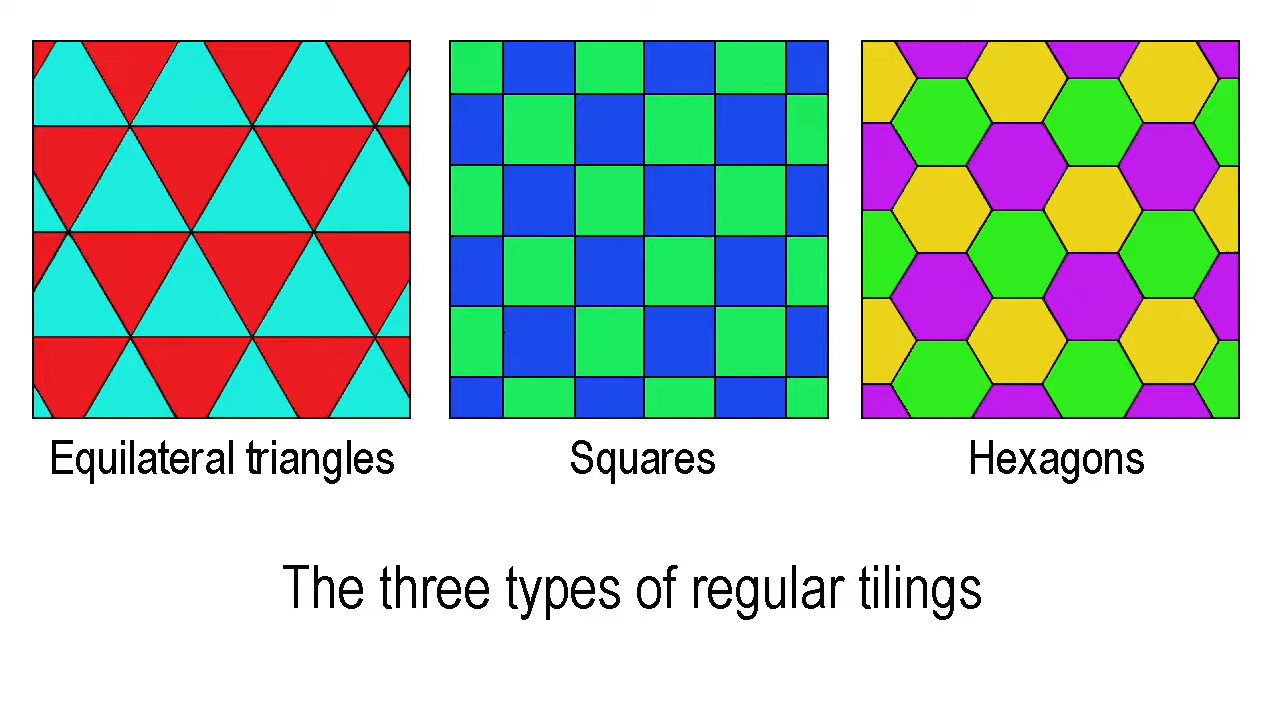 Equilateral triangles
Squares
Hexagons
The three types of regular tilings